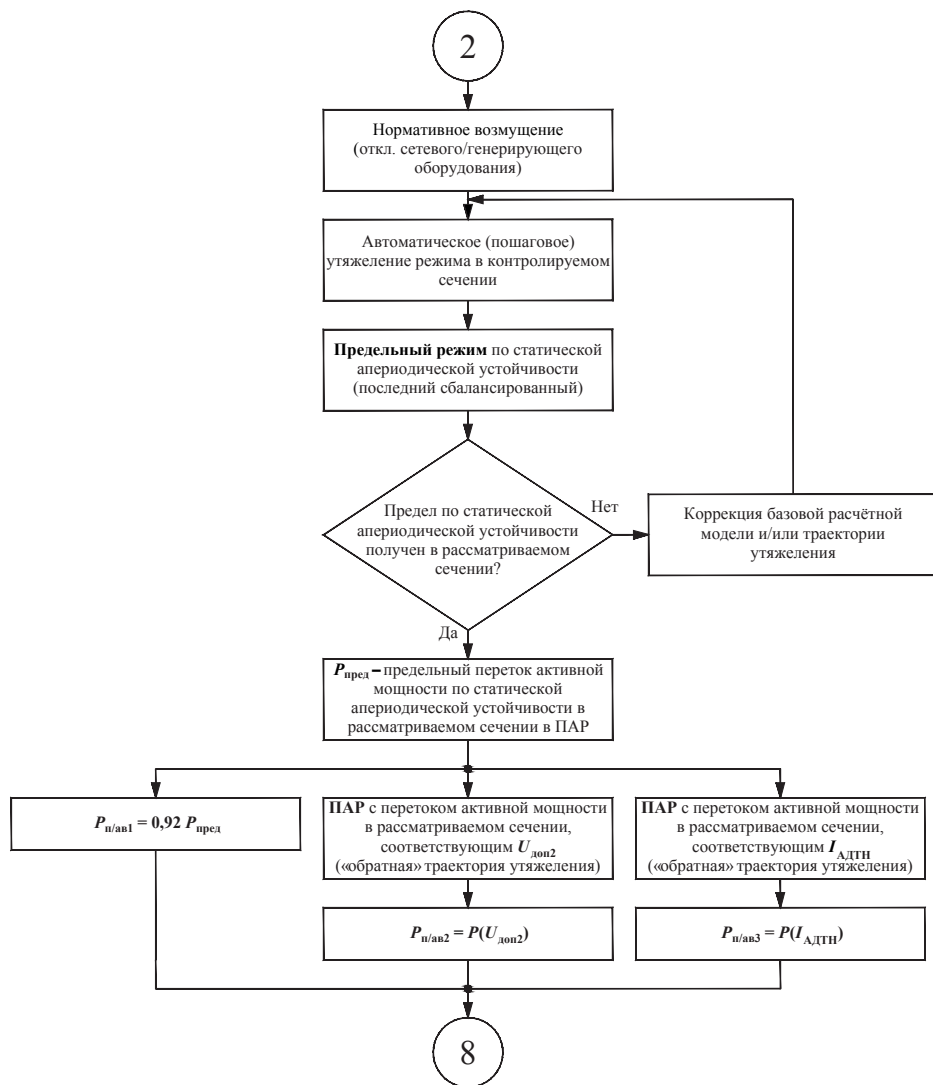 2
Нормативное возмущение
(откл. сетевого/генерирующего
оборудования)
Автоматическое (пошаговое)
утяжеление режима в контролируемом
сечении
Предельный режим по статической
апериодической устойчивости
(последний сбалансированный)
Предел по статической
апериодической устойчивости
получен в рассматриваемом
сечении?
Нет
Коррекция базовой расчётной
модели и/или траектории
утяжеления
Да
Pпред – предельный переток активной
мощности по статической
апериодической устойчивости в
рассматриваемом сечении в ПАР
Pп/ав1 = 0,92 Pпред
ПАР с перетоком активной мощности
в рассматриваемом сечении,
соответствующим Uдоп2
(«обратная» траектория утяжеления)
ПАР с перетоком активной мощности
в рассматриваемом сечении,
соответствующим IАДТН
(«обратная» траектория утяжеления)
Pп/ав2 = P(Uдоп2)
Pп/ав3 = P(IАДТН)
8